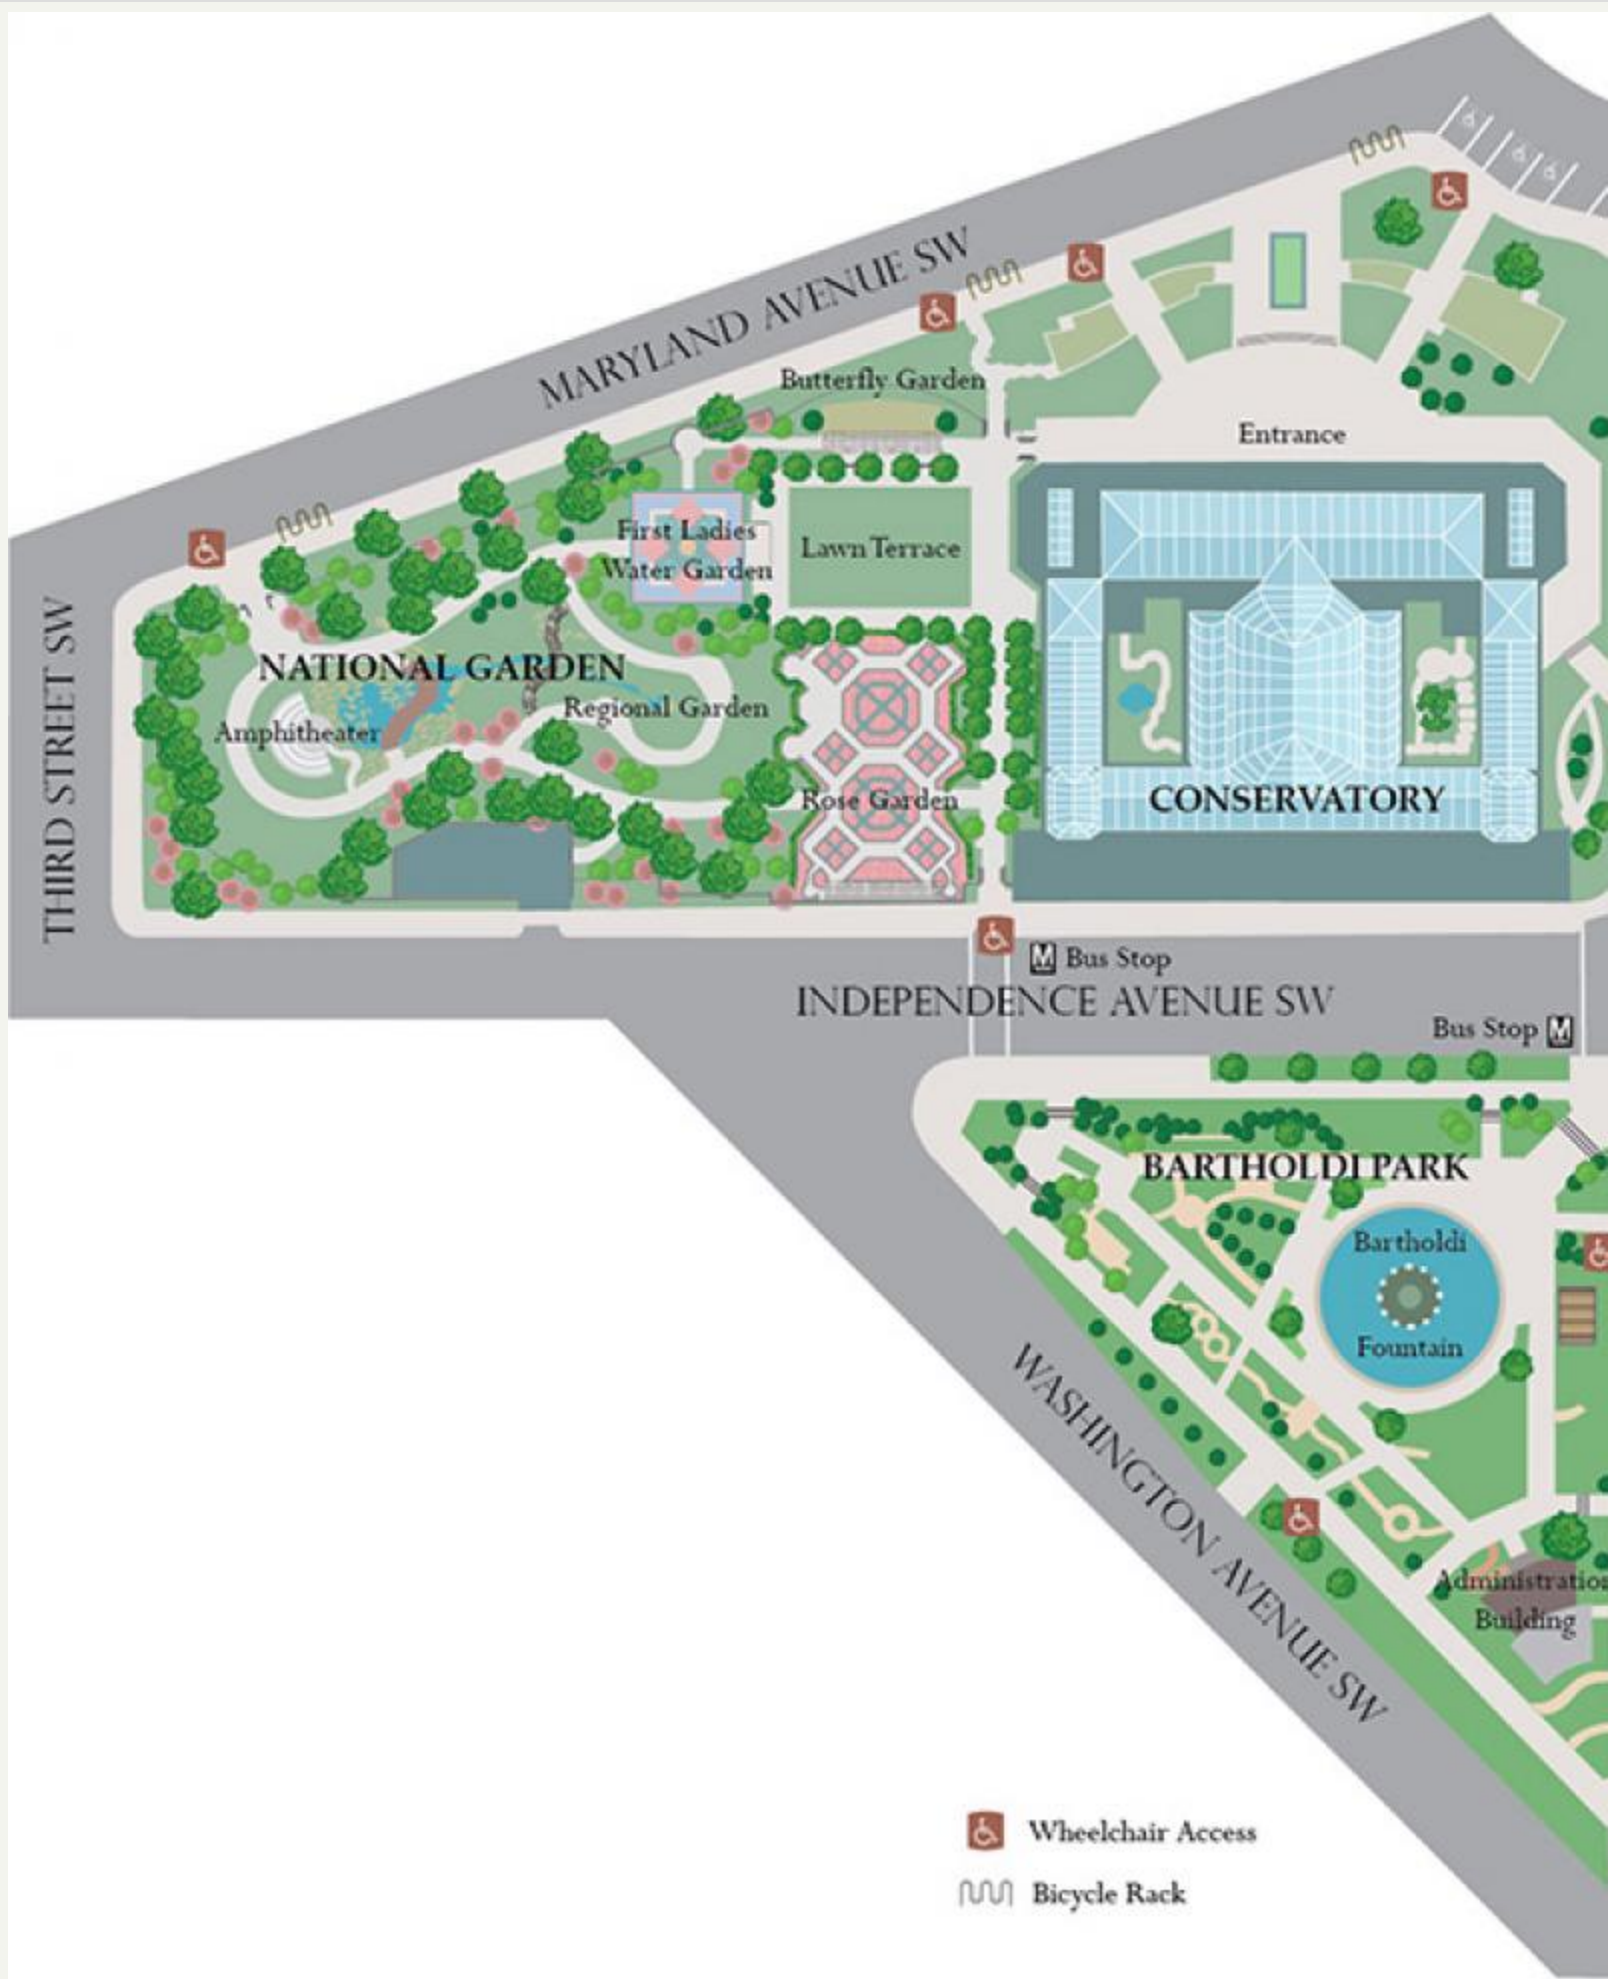 MARYLAND AVENUE SW
Butterfly Garden
Entrance
First Ladies
Water Garden
Lawn Terrace
THIRD STREET SW
NATIONAL GARDEN
Regional Garden
Amphitheater
Rose Garden
CONSERVATORY
M Bus Stop
INDEPENDENCE AVENUE SW
Bus Stop M
BARTHOLDI PARK
Bartholdi
Fountain
WASHINGTON AVENUE SW
Administration
Building
Wheelchair Access
Bicycle Rack